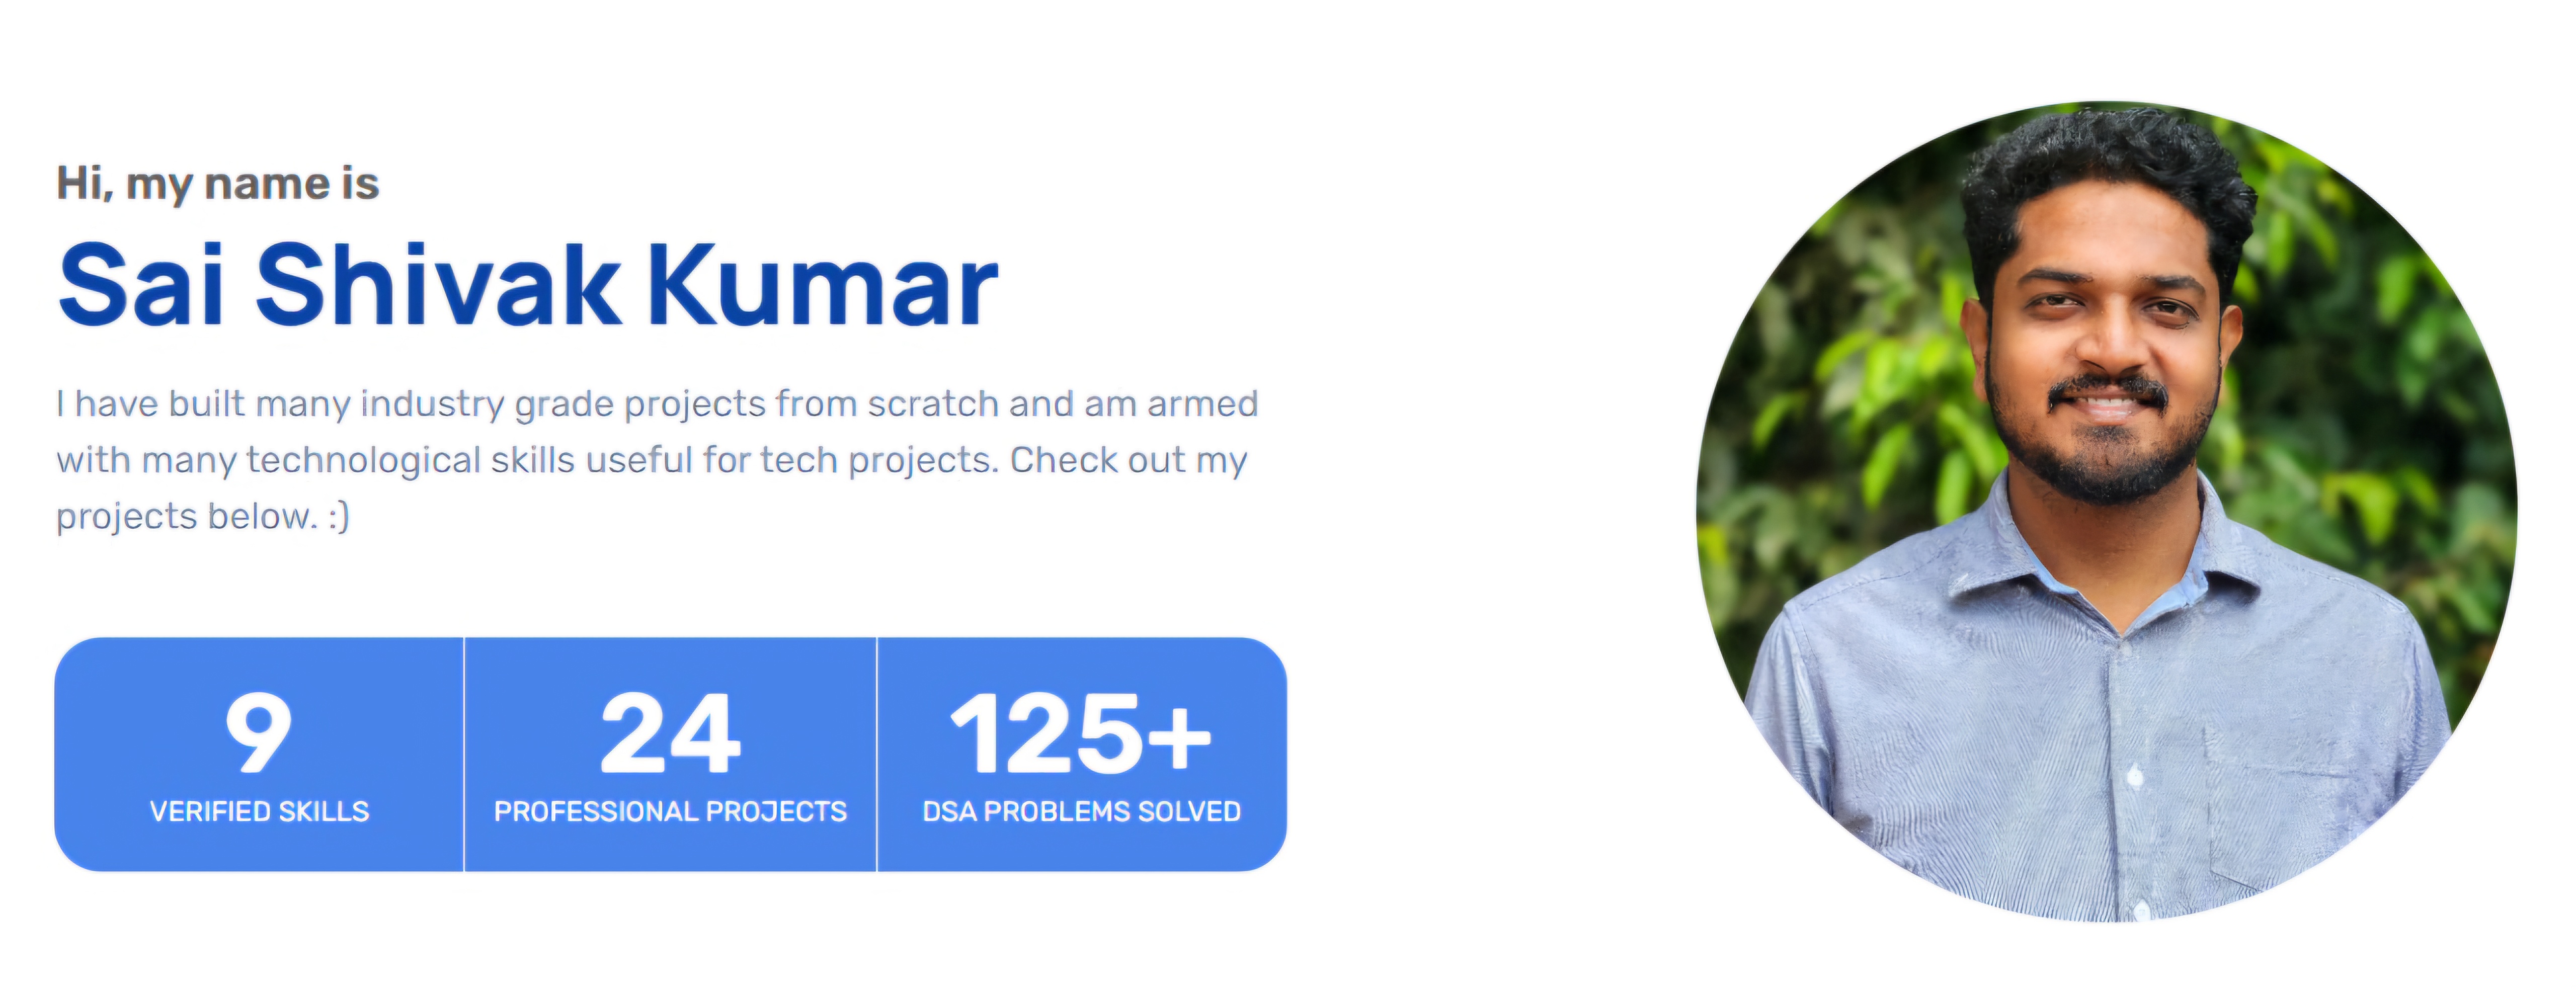 Hi, my name is
Sai Shivak Kumar
I have built many industry grade projects from scratch and am armed
with many technological skills useful for tech projects. Check out my
projects below. :)
9
VERIFIED SKILLS
24
PROFESSIONAL PROJECTS
125+
DSA PROBLEMS SOLVED